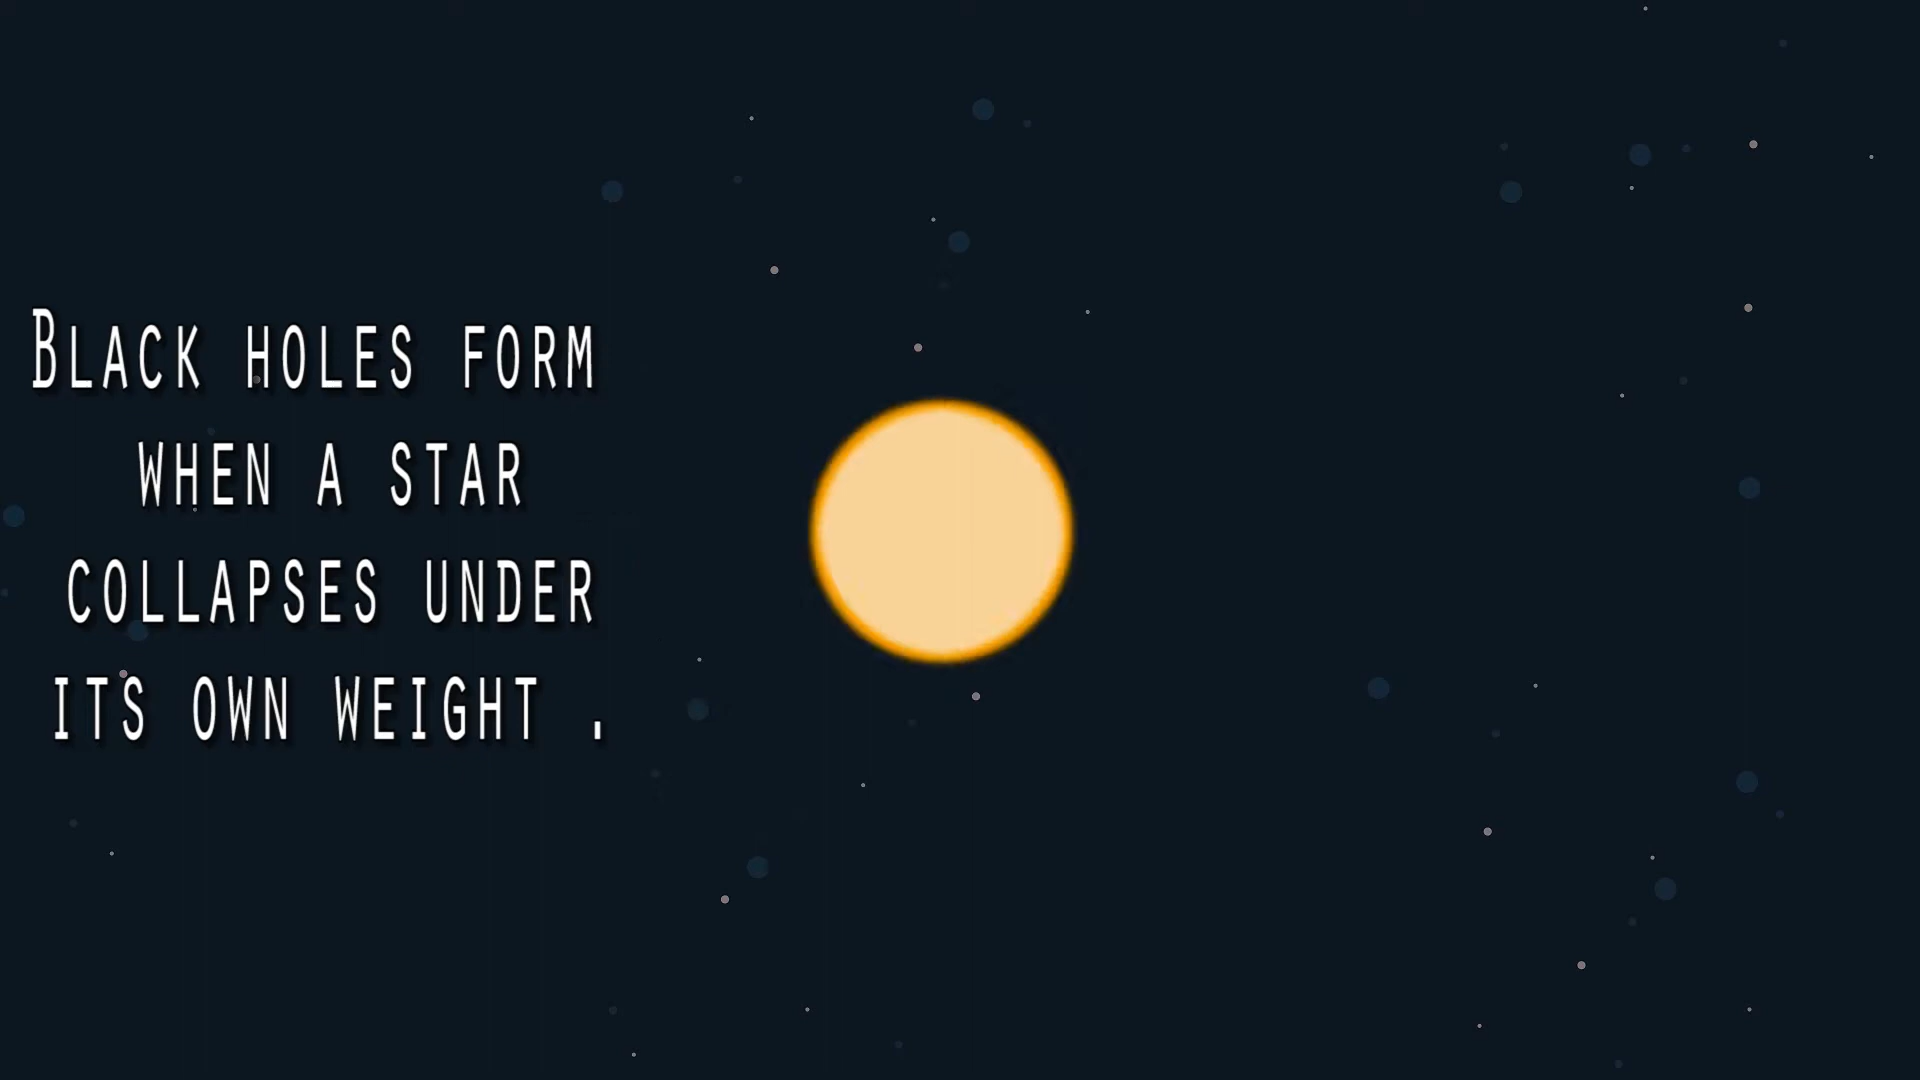 Black holes form
when a star
collapses under
its own weight .